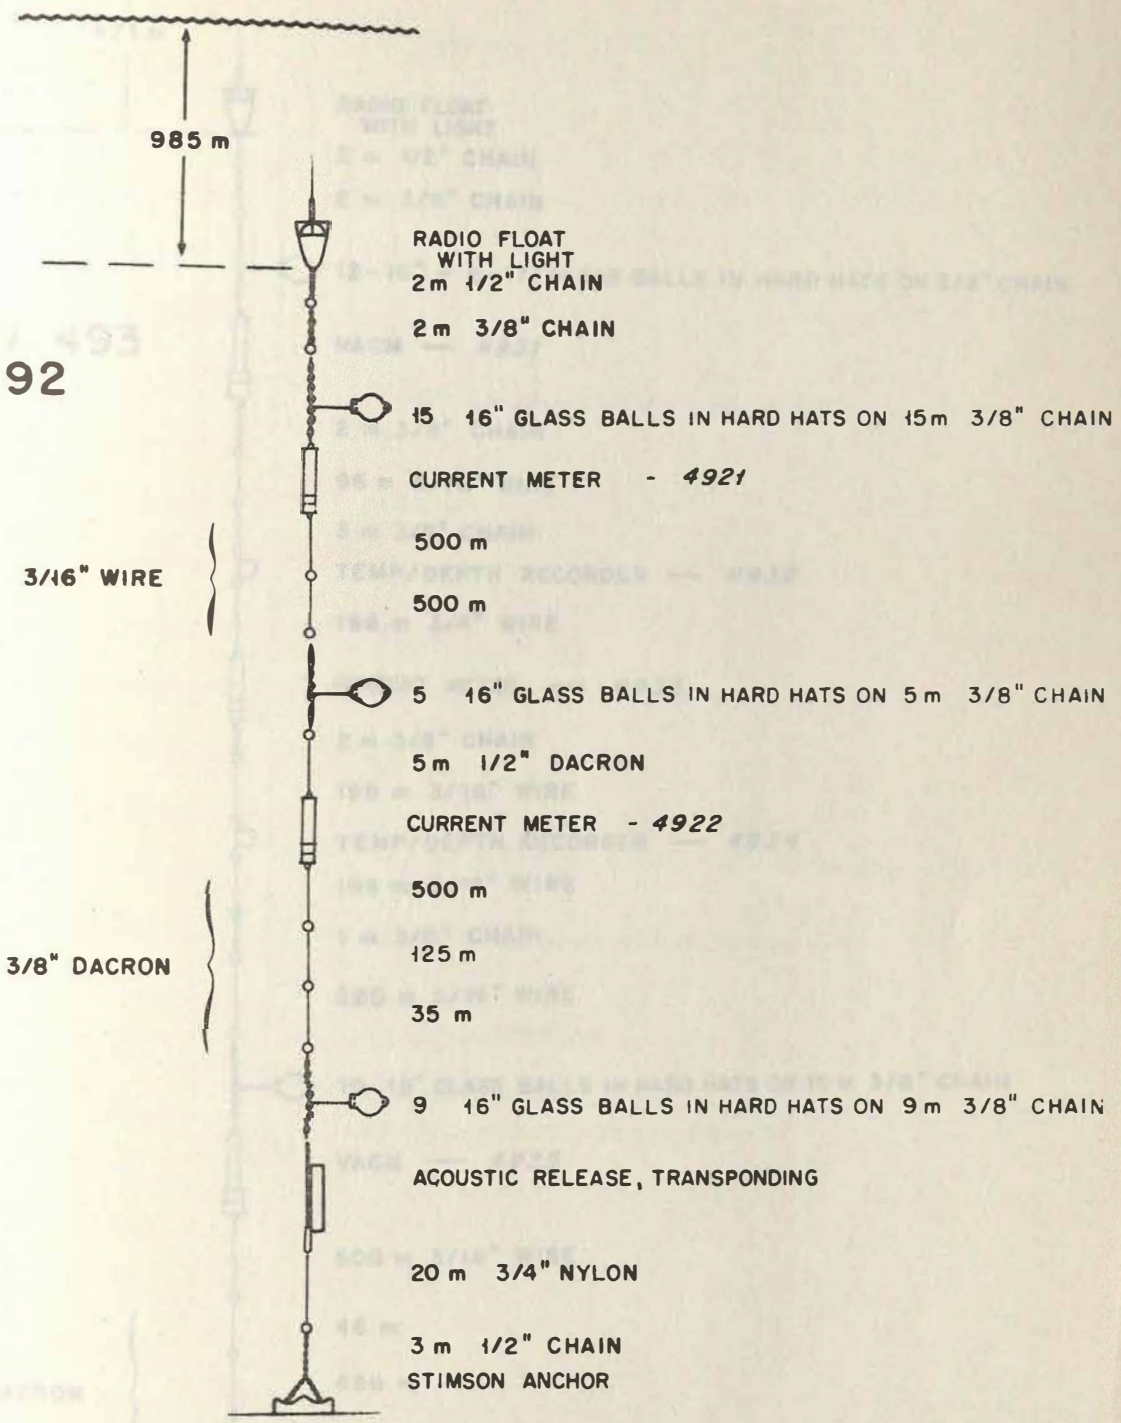 985 m
RADIO FLOAT
WITH LIGHT
2m 1/2" CHAIN
2m 3/8" CHAIN
92
15 16" GLASS BALLS IN HARD HATS ON 15m 3/8" CHAIN
CURRENT METER - 4921
500 m
3/16" WIRE
500 m
5 16" GLASS BALLS IN HARD HATS ON 5m 3/8" CHAIN
5m 1/2" DACRON
CURRENT METER - 4922
500 m
125 m
3/8" DACRON
35 m
9 16" GLASS BALLS IN HARD HATS ON 9m 3/8" CHAIN
ACOUSTIC RELEASE, TRANSPONDING
20 m 3/4" NYLON
3 m 1/2" CHAIN
STIMSON ANCHOR